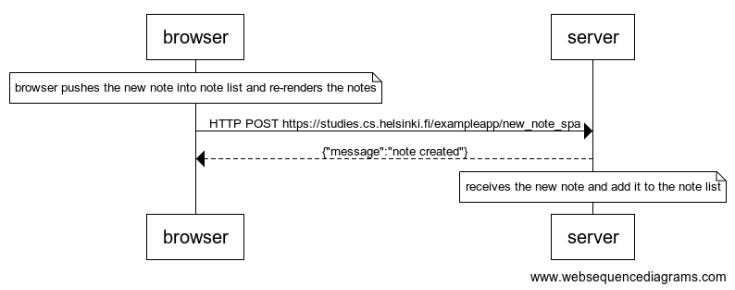 browser
server
browser pushes the new note into note list and re-renders the notes
HTTP POST https://studies.cs.helsinki.fi/exampleapp/new_note_spa
{"message":"note created"}
receives the new note and add it to the note list
browser
server
www.websequencediagrams.com